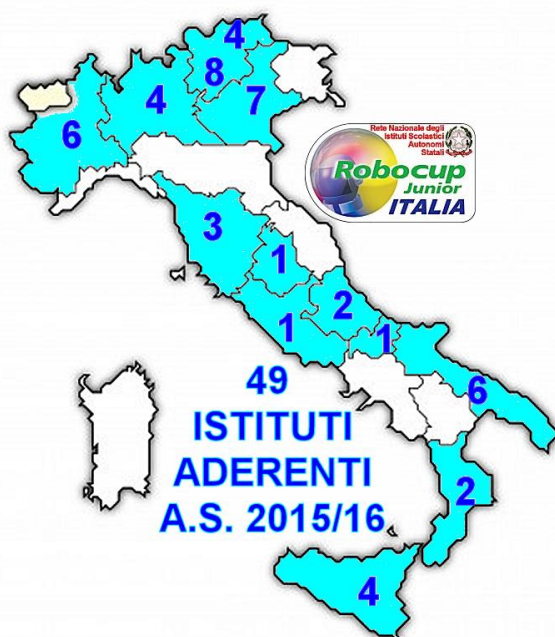 4
8
4
7
6
Rete Nazionale degli
Istituti Scolastici
Autonomi
Statali
Robocup
Junior
ITALIA
3
1
2
1
1
6
49
ISTITUTI
ADERENTI
A.S. 2015/16
2
4